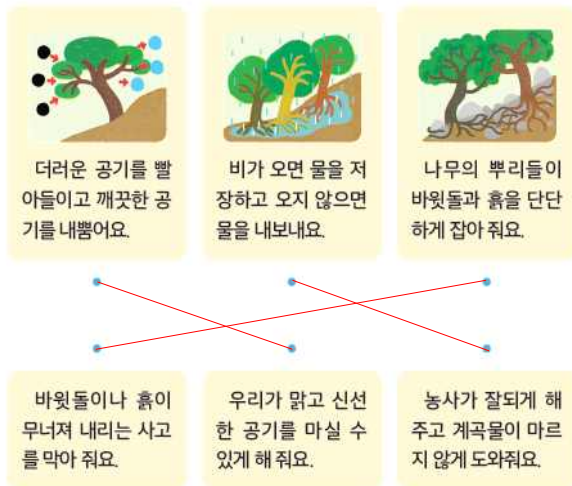 더러운 공기를 빨
아들이고 깨끗한 공
기를 내뿜어요.
비가 오면 물을 저
장하고 오지 않으면
물을 내보내요.
나무의 뿌리들이
바윗돌과 흙을 단단
하게 잡아 줘요.
바윗돌이나 흙이
무너져 내리는 사고
를 막아 줘요.
우리가 맑고 신선
한 공기를 마실 수
있게 해 줘요.
농사가 잘되게 해
주고 계곡물이 마르
지 않게 도와줘요.